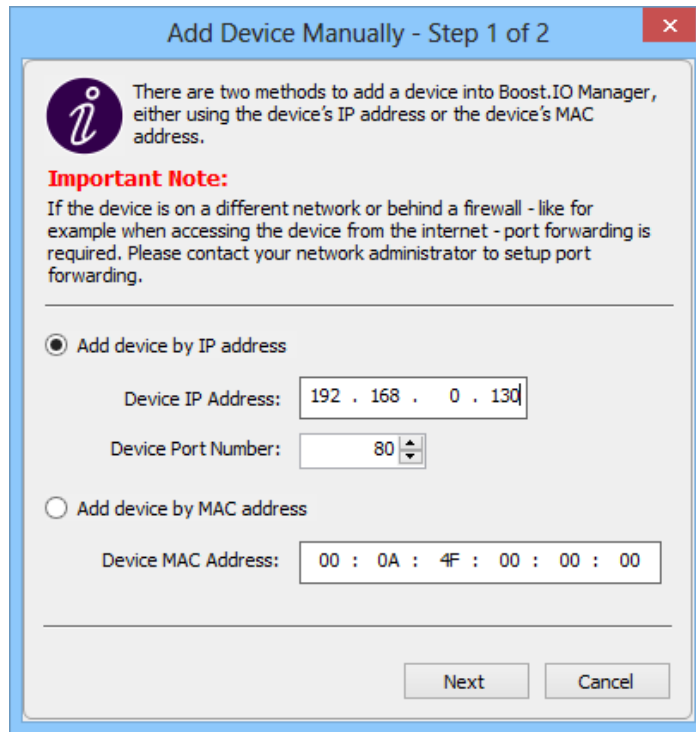 Add Device Manually - Step 1 of 2
There are two methods to add a device into Boost.IO Manager,
either using the device's IP address or the device's MAC
address.
Important Note:
If the device is on a different network or behind a firewall - like for
example when accessing the device from the internet - port forwarding is
required. Please contact your network administrator to setup port
forwarding.
Add device by IP address
Device IP Address: 192 . 168 . 0 . 130
Device Port Number: 80
Add device by MAC address
Device MAC Address: 00 : 0A : 4F : 00 : 00 : 00
Next Cancel